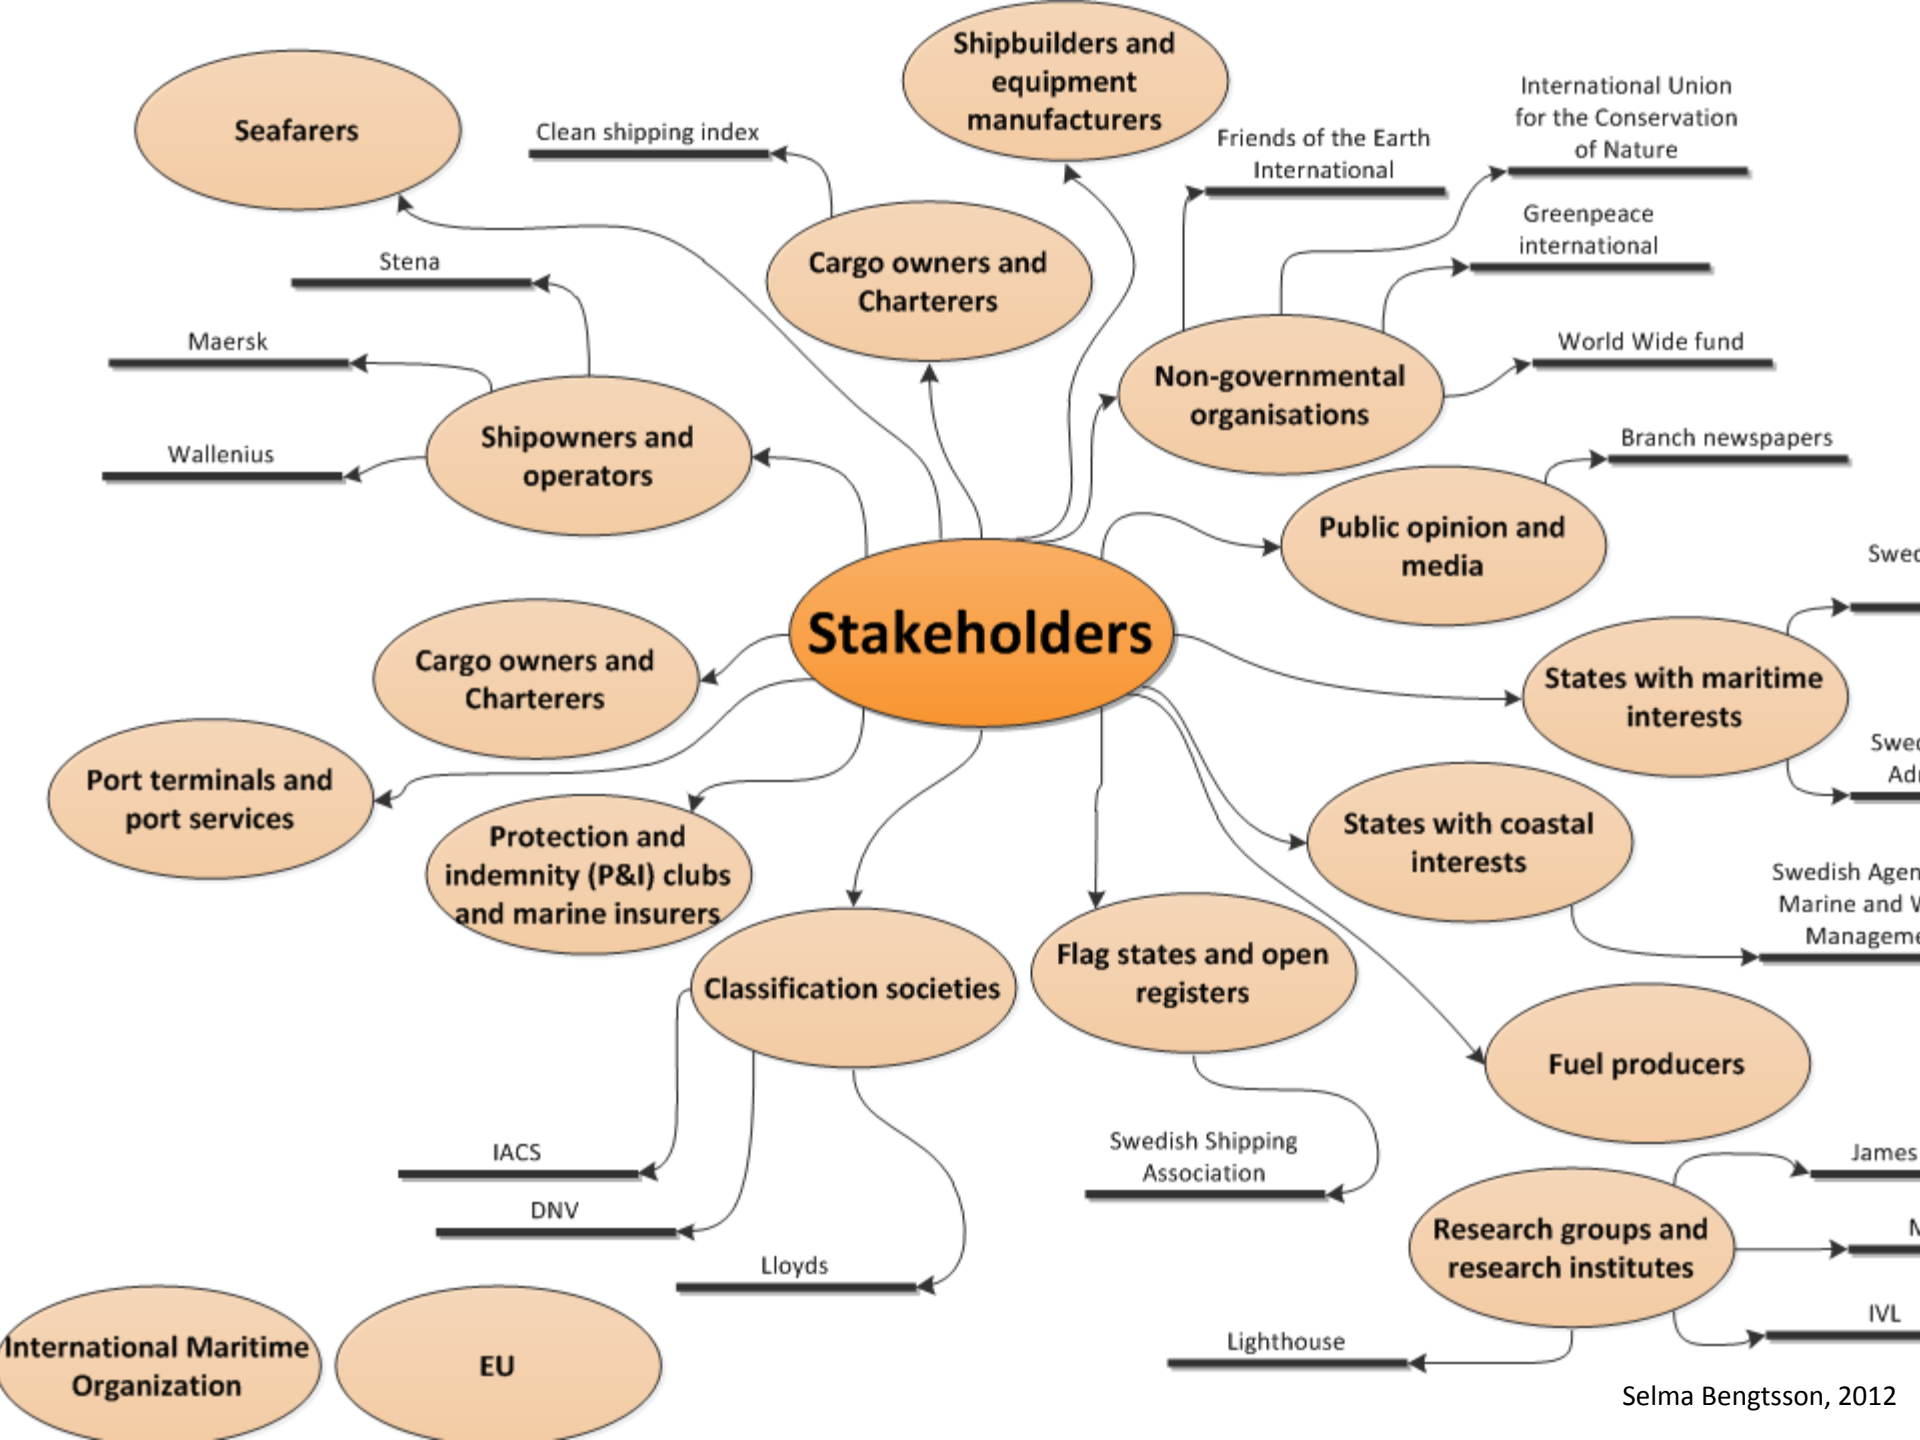 Shipbuilders and
equipment
manufacturers
Seafarers
Clean shipping index
Friends of the Earth
International
International Union
for the Conservation
of Nature
Greenpeace
international
Stena
Cargo owners and
Charterers
Maersk
World Wide fund
Non-governmental
organisations
Wallenius
Shipowners and
operators
Branch newspapers
Public opinion and
media
Stakeholders
Cargo owners and
Charterers
States with maritime
interests
Port terminals and
port services
Protection and
indemnity (P&I) clubs
and marine insurers
States with coastal
interests
Swedish
Marine and
Classification societies
Flag states and open
registers
Fuel producers
IACS
DNV
Lloyds
Swedish Shipping
Association
James
Research groups and
research institutes
IVL
Lighthouse
International Maritime
Organization
EU
Selma Bengtsson, 2012